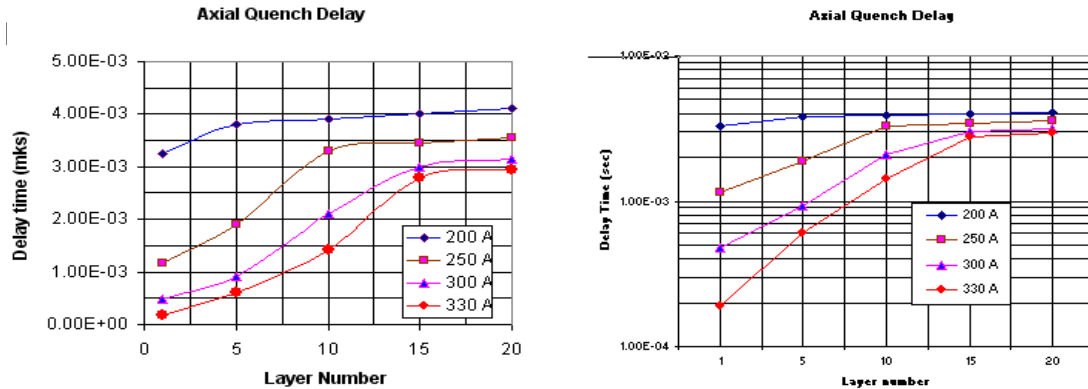 Axial Quench Delay
5.00E-03
4.00E-03
3.00E-03
2.00E-03
1.00E-03
0.00E+00
Delay time (mks)
0 5 10 15 20
Layer Number
200 A
250 A
300 A
330 A
Axial Quench Delay
1.00E-02
1.00E-03
1.00E-04
Delay Time (sec)
1 5 10 15 20
Layer number
200 A
250 A
300 A
330 A